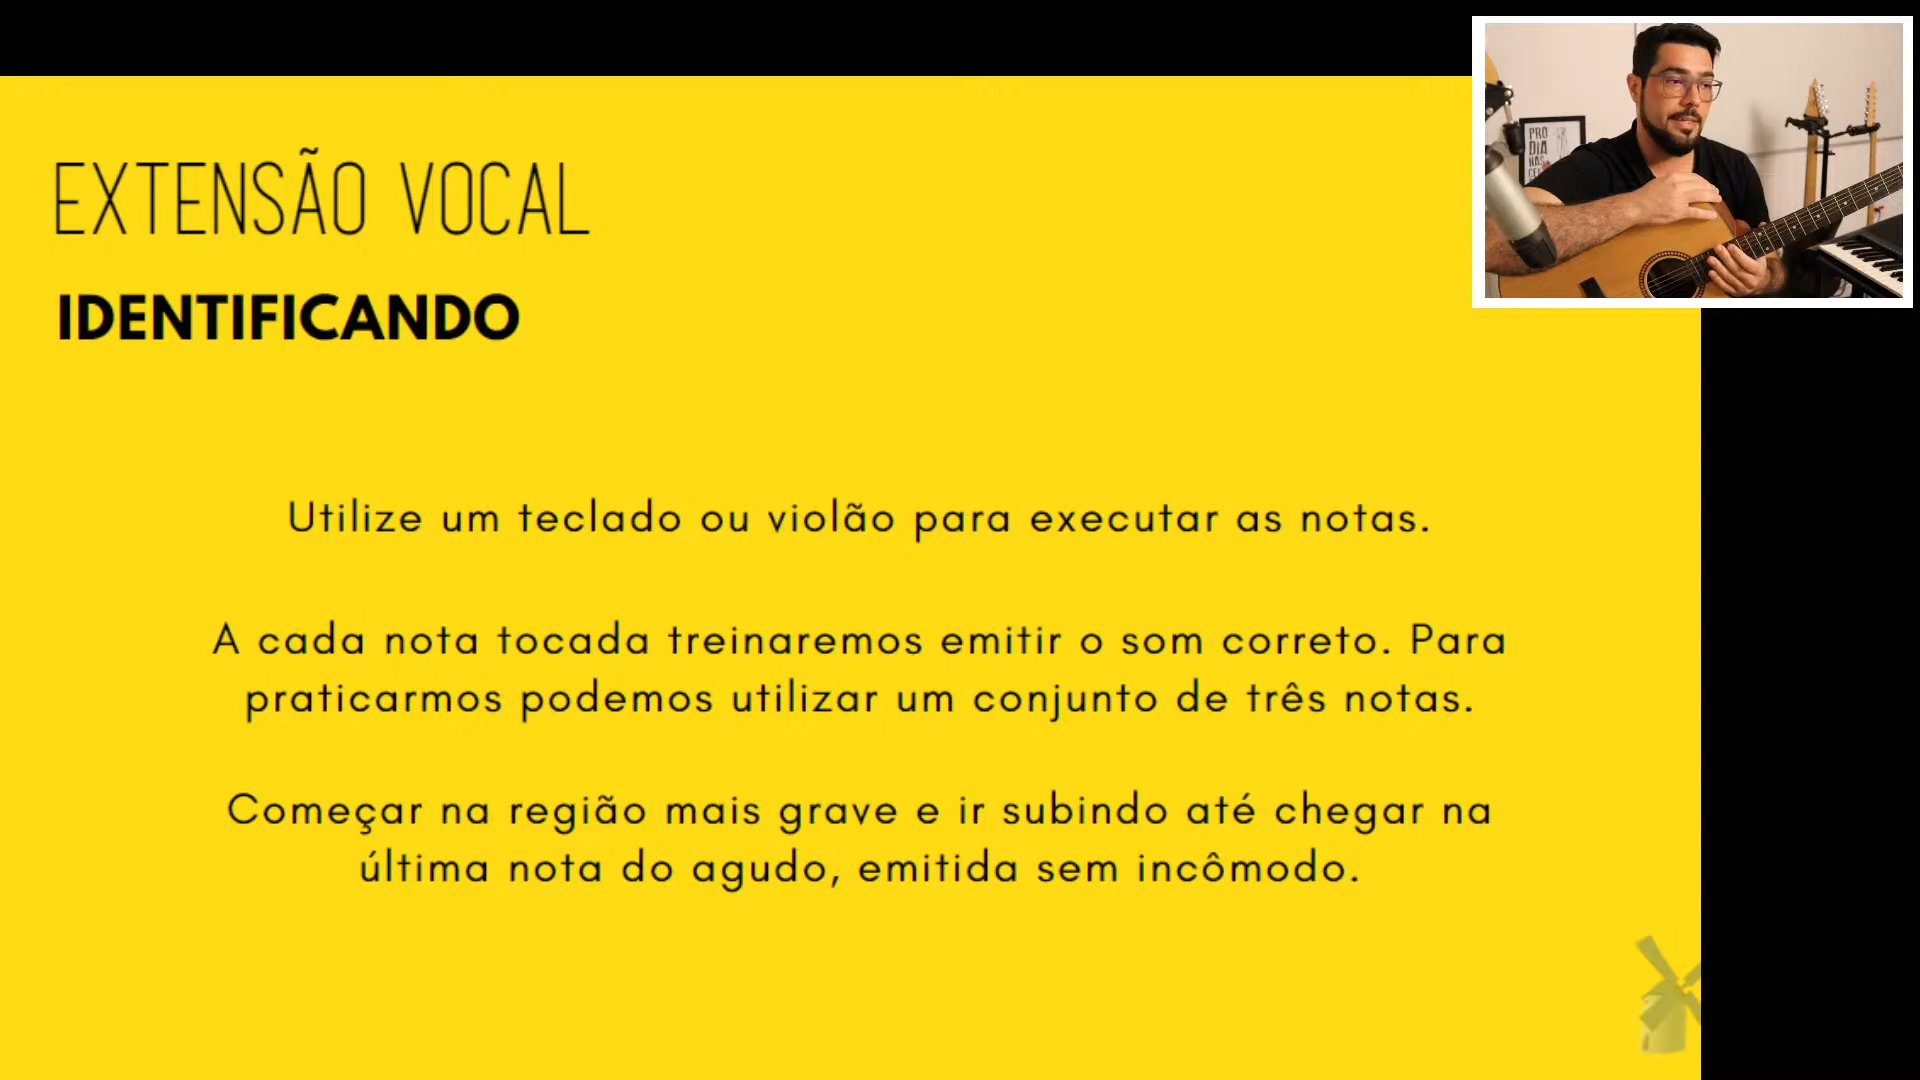 EXTENSÃO VOCAL
IDENTIFICANDO
Utilize um teclado ou violão para executar as notas.
A cada nota tocada treinaremos emitir o som correto. Para
praticarmos podemos utilizar um conjunto de três notas.
Começar na região mais grave e ir subindo até chegar na
última nota do agudo, emitida sem incômodo.
PRO
DIA
NAS